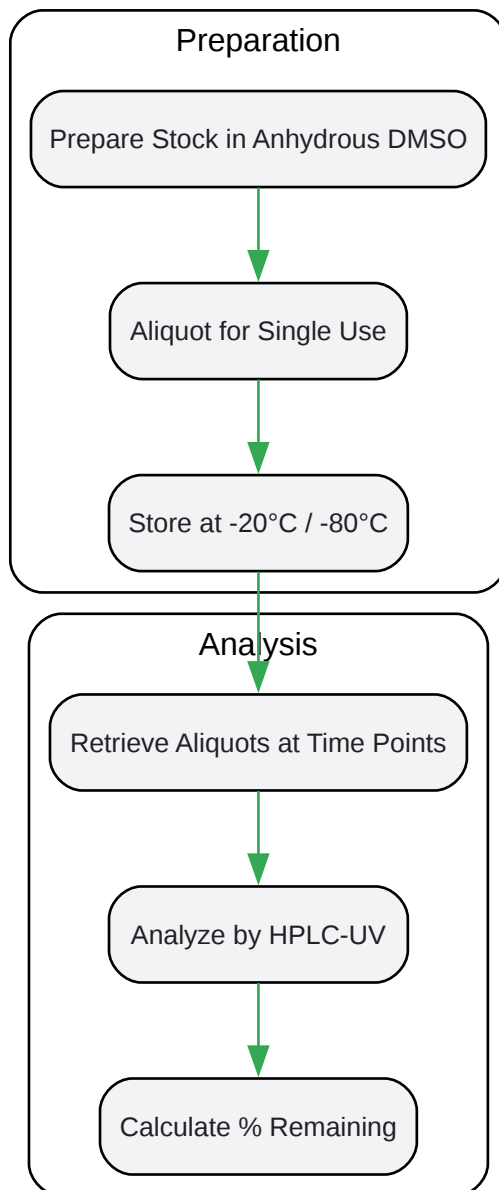 Preparation
Prepare Stock in Anhydrous DMSO
Aliquot for Single Use
Store at -20°C / -80°C
Analysis
Retrieve Aliquots at Time Points
Analyze by HPLC-UV
Calculate % Remaining